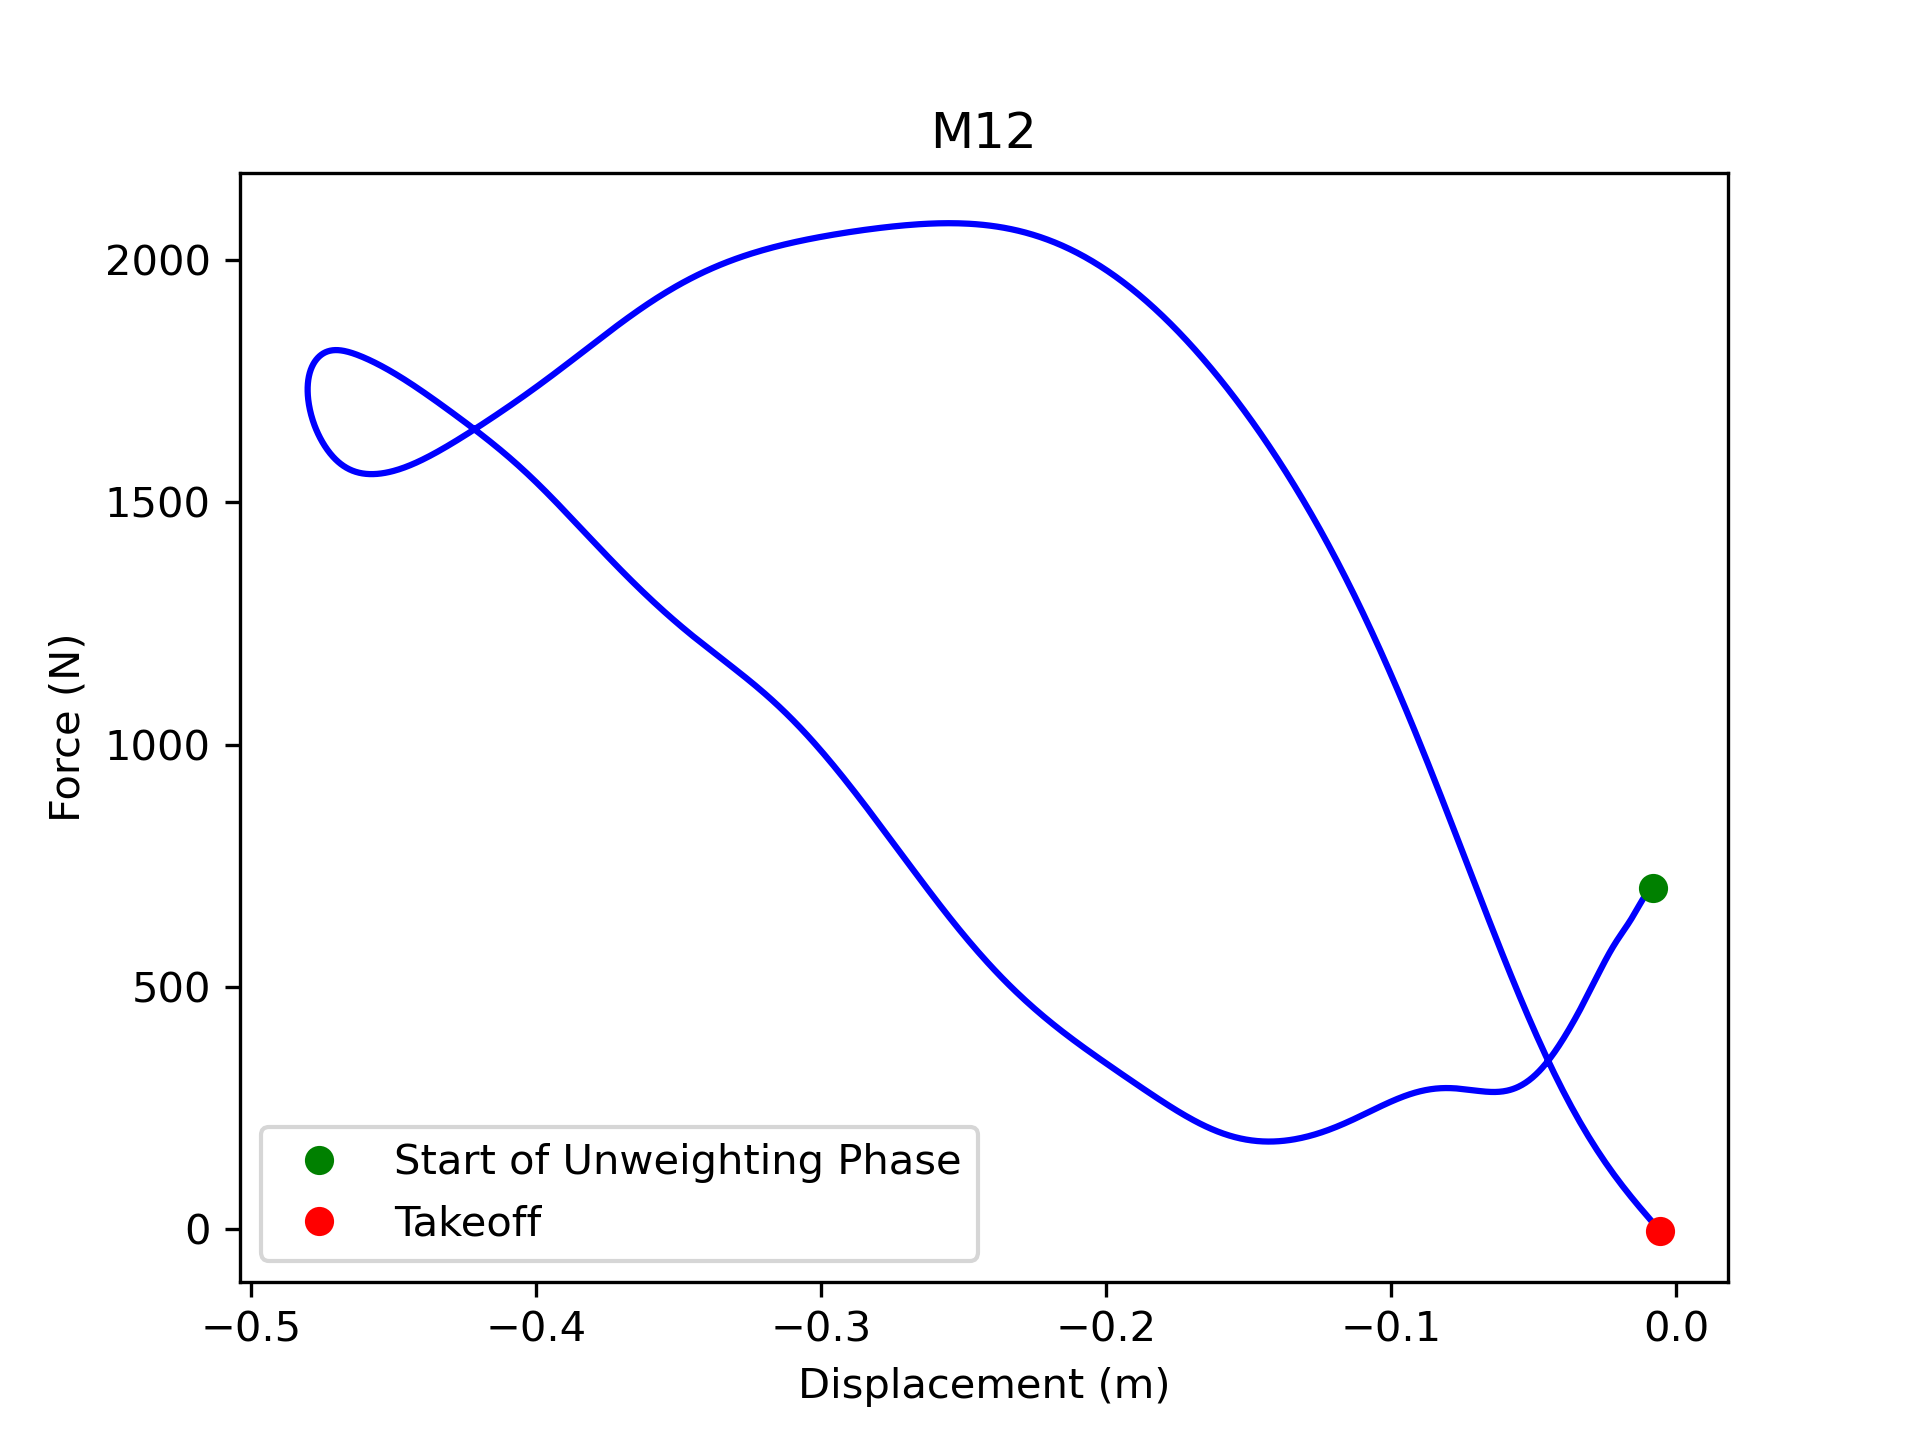 M12
2000
1500
1000
500
0
Force (N)
Start of Unweighting Phase
Takeoff
−0.5 −0.4 −0.3 −0.2 −0.1 0.0
Displacement (m)